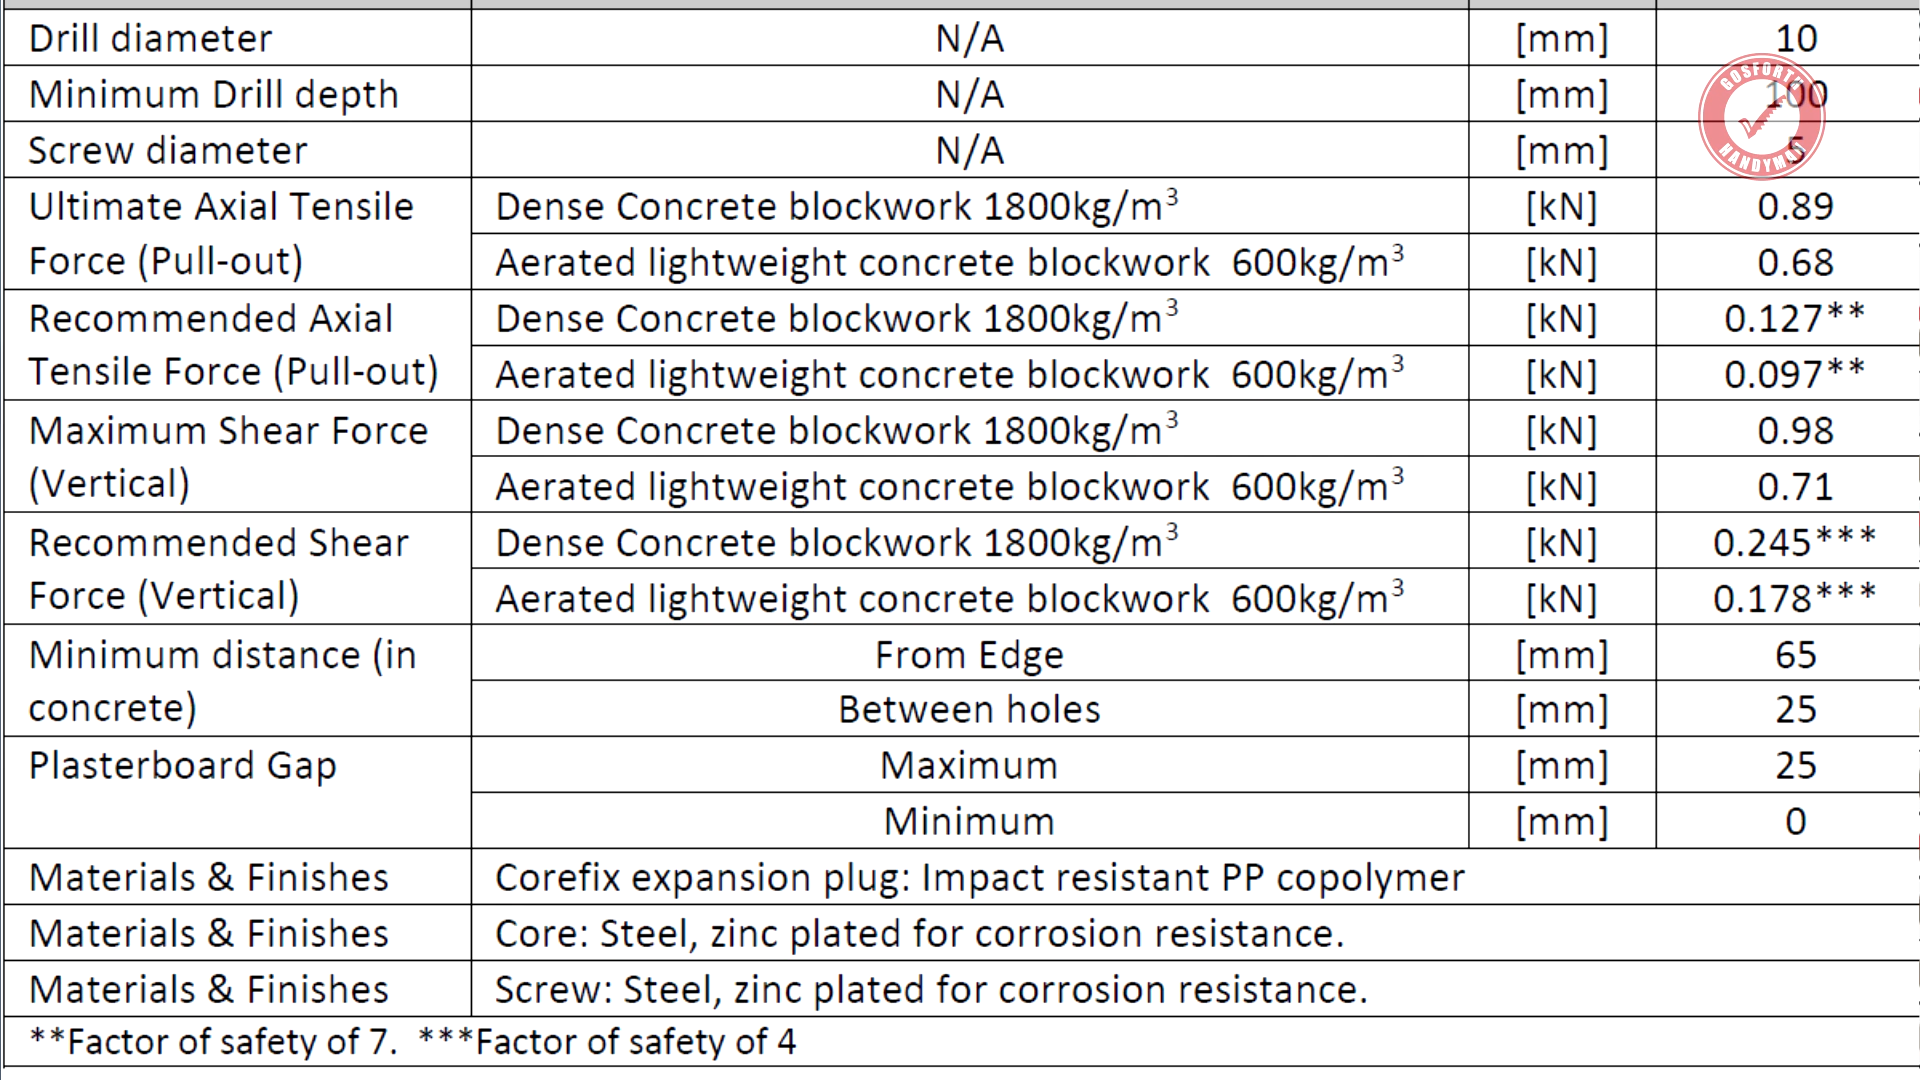 Drill diameter N/A [mm] 10
Minimum Drill depth N/A [mm] 100
Screw diameter N/A [mm] 5
Ultimate Axial Tensile Force (Pull-out) Dense Concrete blockwork 1800kg/m³ [kN] 0.89
Aerated lightweight concrete blockwork 600kg/m³ [kN] 0.68
Recommended Axial Tensile Force (Pull-out) Dense Concrete blockwork 1800kg/m³ [kN] 0.127**
Aerated lightweight concrete blockwork 600kg/m³ [kN] 0.097**
Maximum Shear Force (Vertical) Dense Concrete blockwork 1800kg/m³ [kN] 0.98
Aerated lightweight concrete blockwork 600kg/m³ [kN] 0.71
Recommended Shear Force (Vertical) Dense Concrete blockwork 1800kg/m³ [kN] 0.245***
Aerated lightweight concrete blockwork 600kg/m³ [kN] 0.178***
Minimum distance (in concrete) From Edge [mm] 65
Between holes [mm] 25
Plasterboard Gap Maximum [mm] 25
Minimum [mm] 0
Materials & Finishes Corefix expansion plug: Impact resistant PP copolymer
Materials & Finishes Core: Steel, zinc plated for corrosion resistance.
Materials & Finishes Screw: Steel, zinc plated for corrosion resistance.
**Factor of safety of 7. ***Factor of safety of 4
GOSFORTH
HANDYMAN